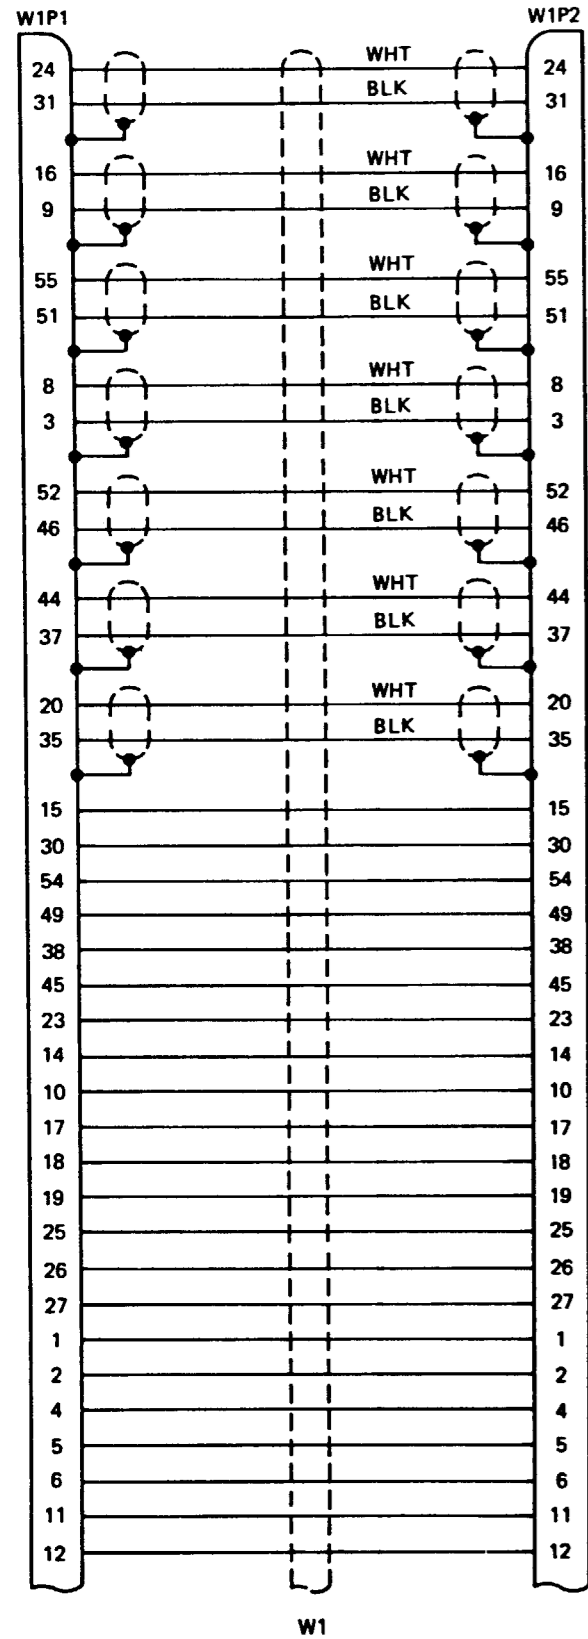 W1P1 W1P2
24 WHT 24
31 BLK 31
16 WHT 16
9 BLK 9
55 WHT 55
51 BLK 51
8 WHT 8
3 BLK 3
52 WHT 52
46 BLK 46
44 WHT 44
37 BLK 37
20 WHT 20
35 BLK 35
15 15
30 30
54 54
49 49
38 38
45 45
23 23
14 14
10 10
17 17
18 18
19 19
25 25
26 26
27 27
1 1
2 2
4 4
5 5
6 6
11 11
12 12
W1